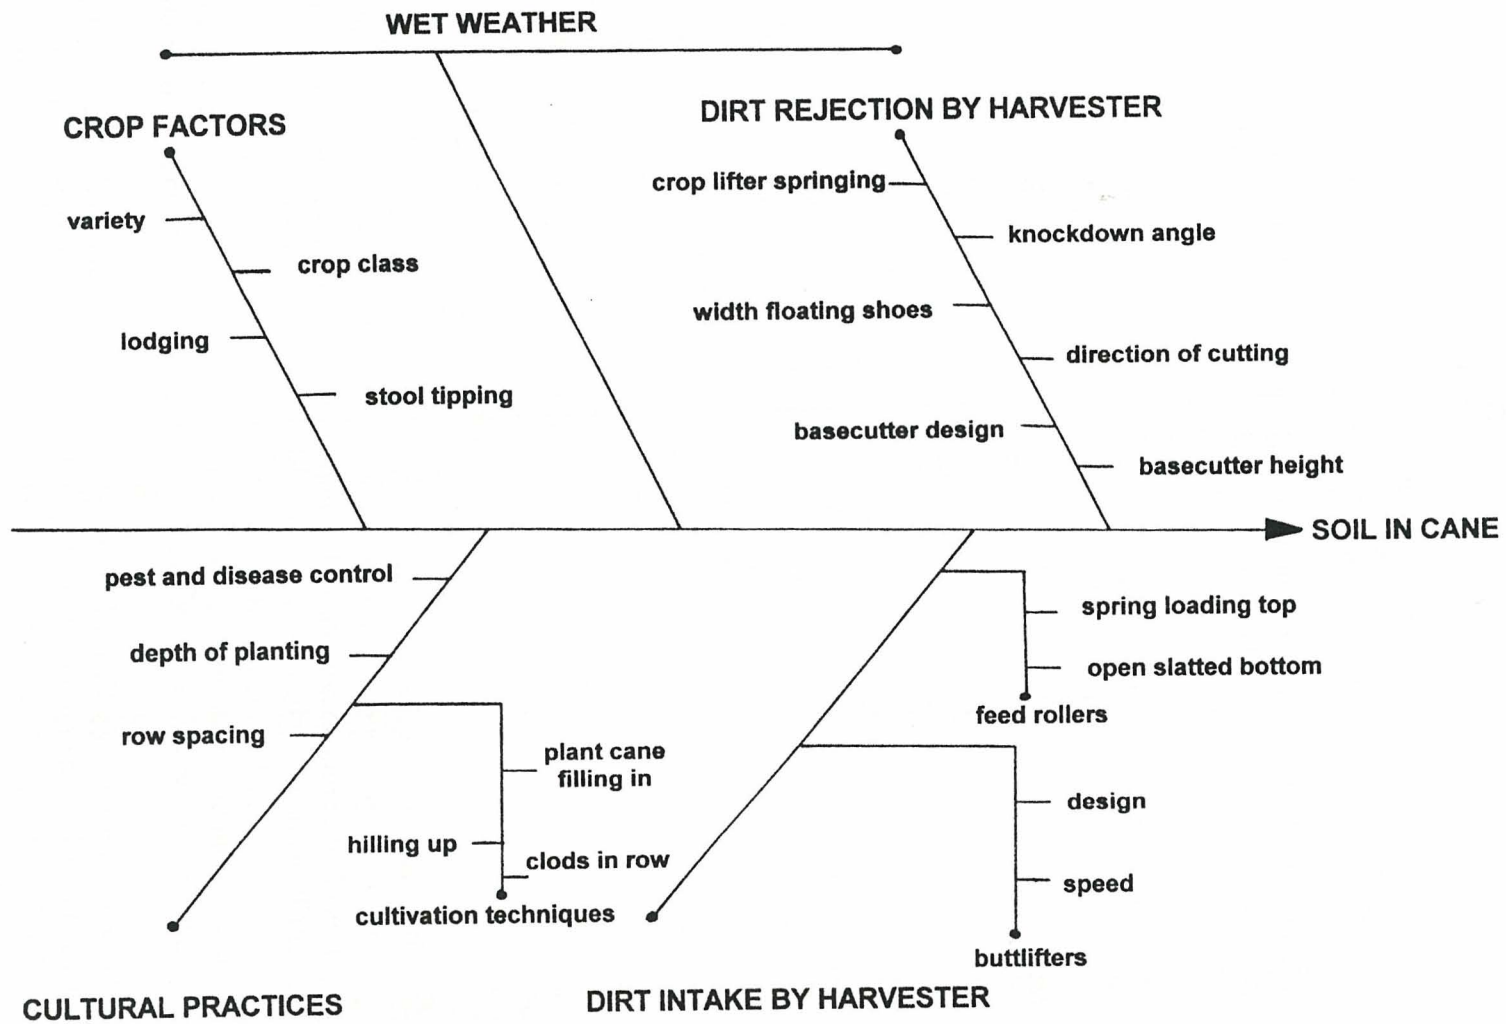 WET WEATHER
CROP FACTORS
variety
crop class
lodging
stool tipping
DIRT REJECTION BY HARVESTER
crop lifter springing
knockdown angle
width floating shoes
direction of cutting
basecutter design
basecutter height
SOIL IN CANE
pest and disease control
depth of planting
row spacing
plant cane
filling in
hilling up
clods in row
cultivation techniques
CULTURAL PRACTICES
spring loading top
open slatted bottom
feed rollers
design
speed
buttlifters
DIRT INTAKE BY HARVESTER